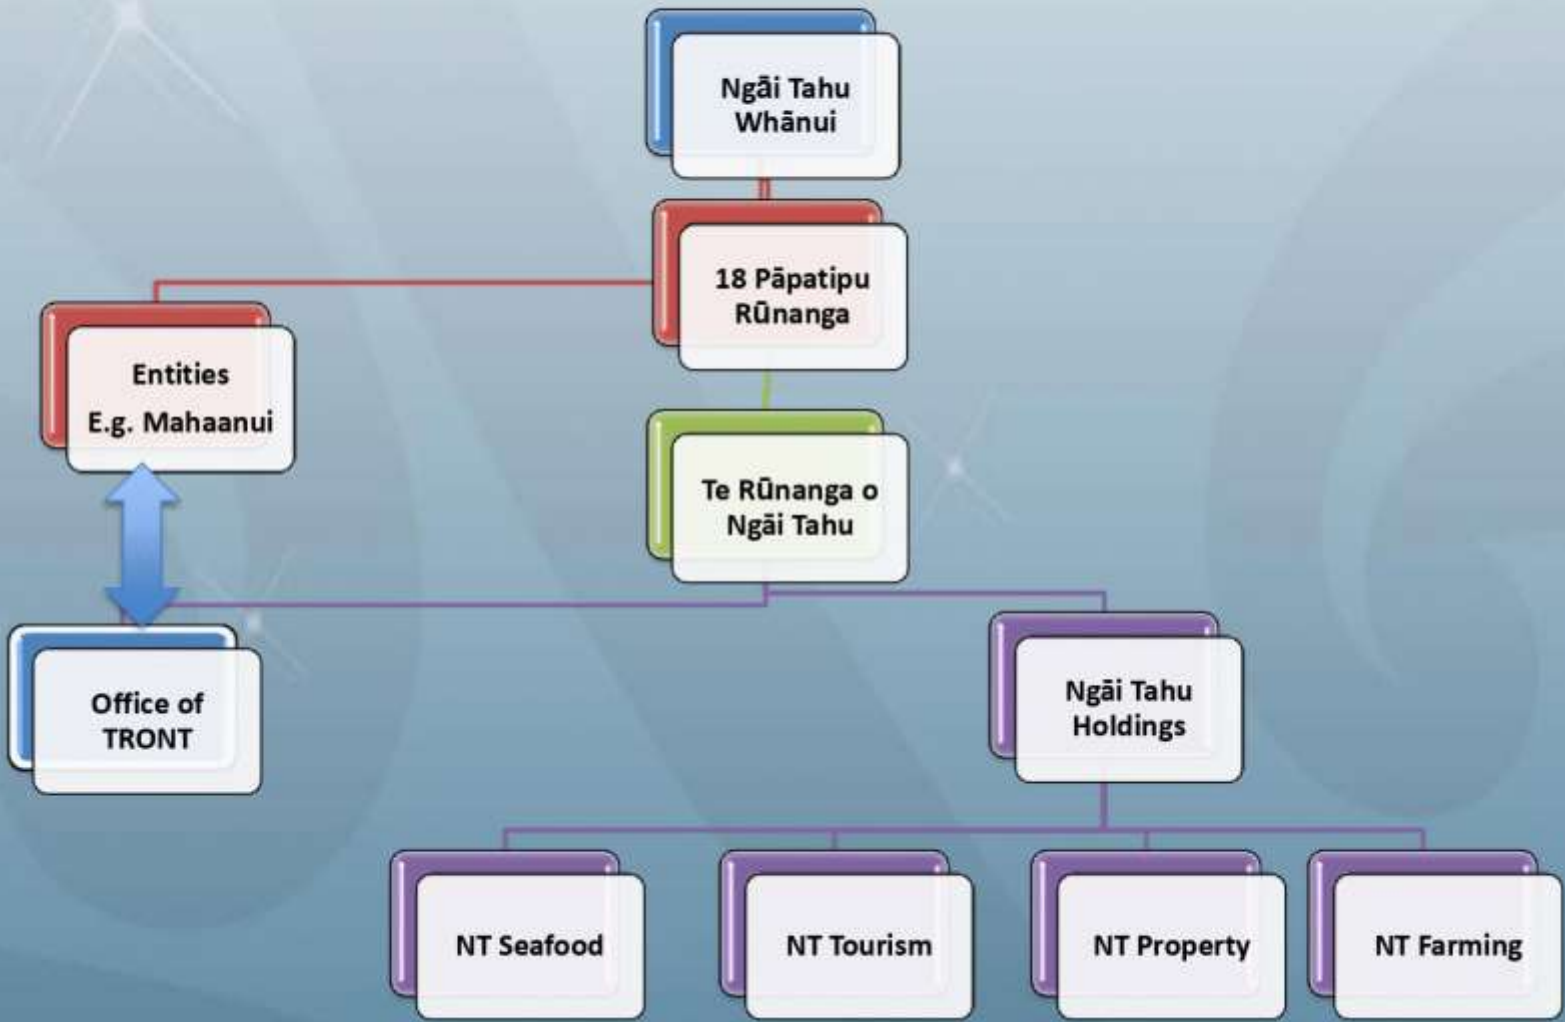 Ngāi Tahu
Whānui
18 Pāpatipu
Rūnanga
Entities
E.g. Mahaanui
Te Rūnanga o
Ngāi Tahu
Office of
TRONT
Ngāi Tahu
Holdings
NT Seafood
NT Tourism
NT Property
NT Farming